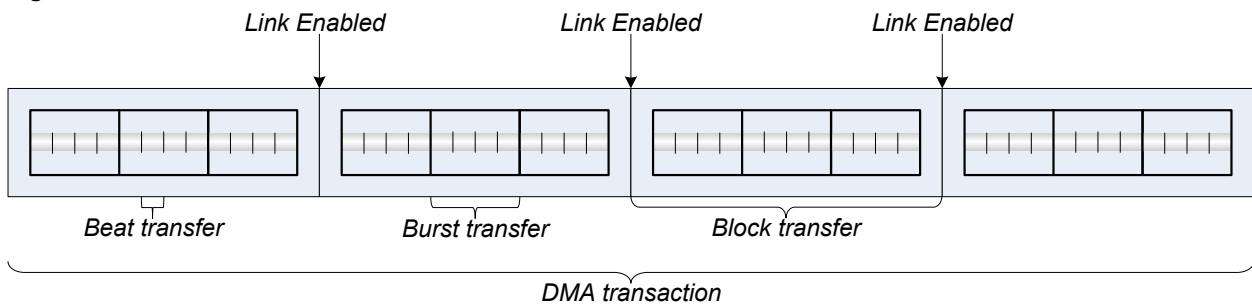 Link Enabled
Link Enabled
Link Enabled
Beat transfer
Burst transfer
Block transfer
DMA transaction